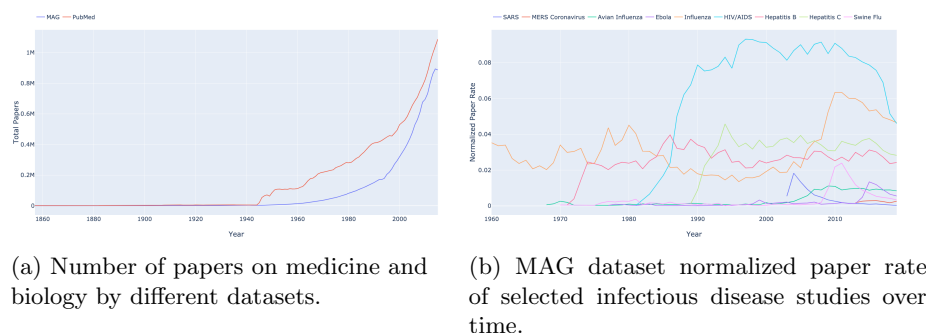 MAG PubMed
1M
0.8M
0.6M
0.4M
0.2M
0
Total Papers
1860 1880 1900 1920 1940 1960 1980 2000
Year
(a) Number of papers on medicine and
biology by different datasets.
SARS MERS Coronavirus Avian Influenza Ebola Influenza HIV/AIDS Hepatitis B Hepatitis C Swine Flu
0.08
0.06
0.04
0.02
0
Normalized Paper Rate
1960 1970 1980 1990 2000 2010
Year
(b) MAG dataset normalized paper rate
of selected infectious disease studies over
time.